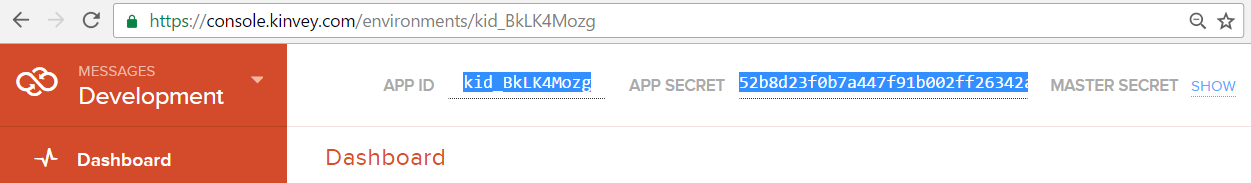 https://console.kinvey.com/environments/kid_BkLK4Mozg
MESSAGES
Development
APP ID kid_BkLK4Mozg APP SECRET 52b8d23f0b7a447f91b002ff26342a MASTER SECRET SHOW
Dashboard
Dashboard